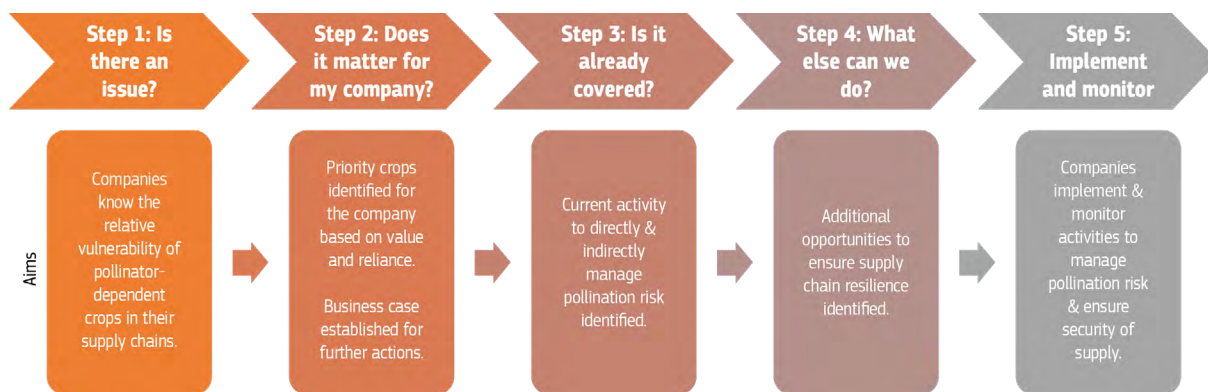 Step 1: Is
there an
issue?
Step 2: Does
it matter for
my company?
Step 3: Is it
already
covered?
Step 4: What
else can we
do?
Step 5:
Implement
and monitor
Aims
Companies
know the
relative
vulnerability of
pollinator-
dependent
crops in their
supply chains.
Priority crops
identified for
the company
based on value
and reliance.
Business case
established for
further actions.
Current activity
to directly &
indirectly
manage
pollination risk
identified.
Additional
opportunities to
ensure supply
chain resilience
identified.
Companies
implement &
monitor
activities to
manage
pollination risk
& ensure
security of
supply.